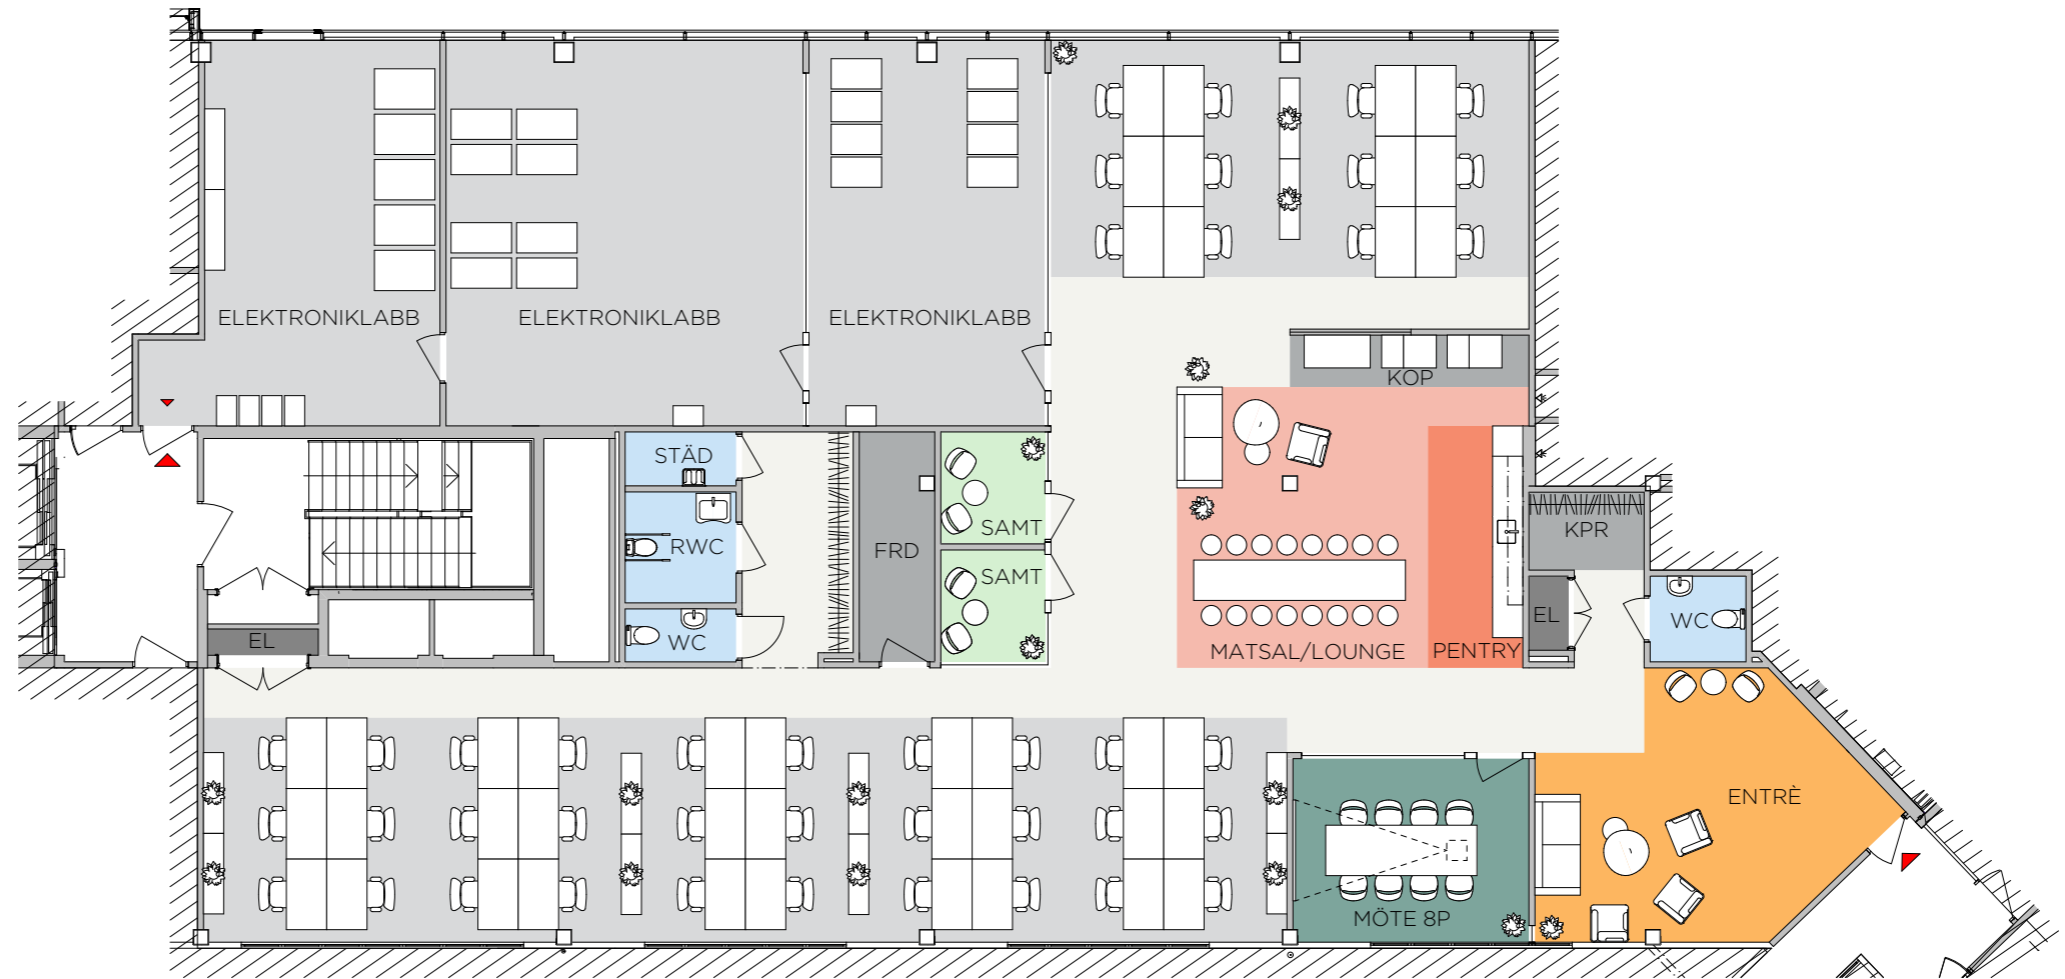 ELEKTRONIKLABB
ELEKTRONIKLABB
ELEKTRONIKLABB
KOP
STÄD
RWC
WC
FRD
SAMT
SAMT
KPR
EL
WC
EL
MATSAL/LOUNGE
PENTRY
ENTRÈ
MÖTE 8P